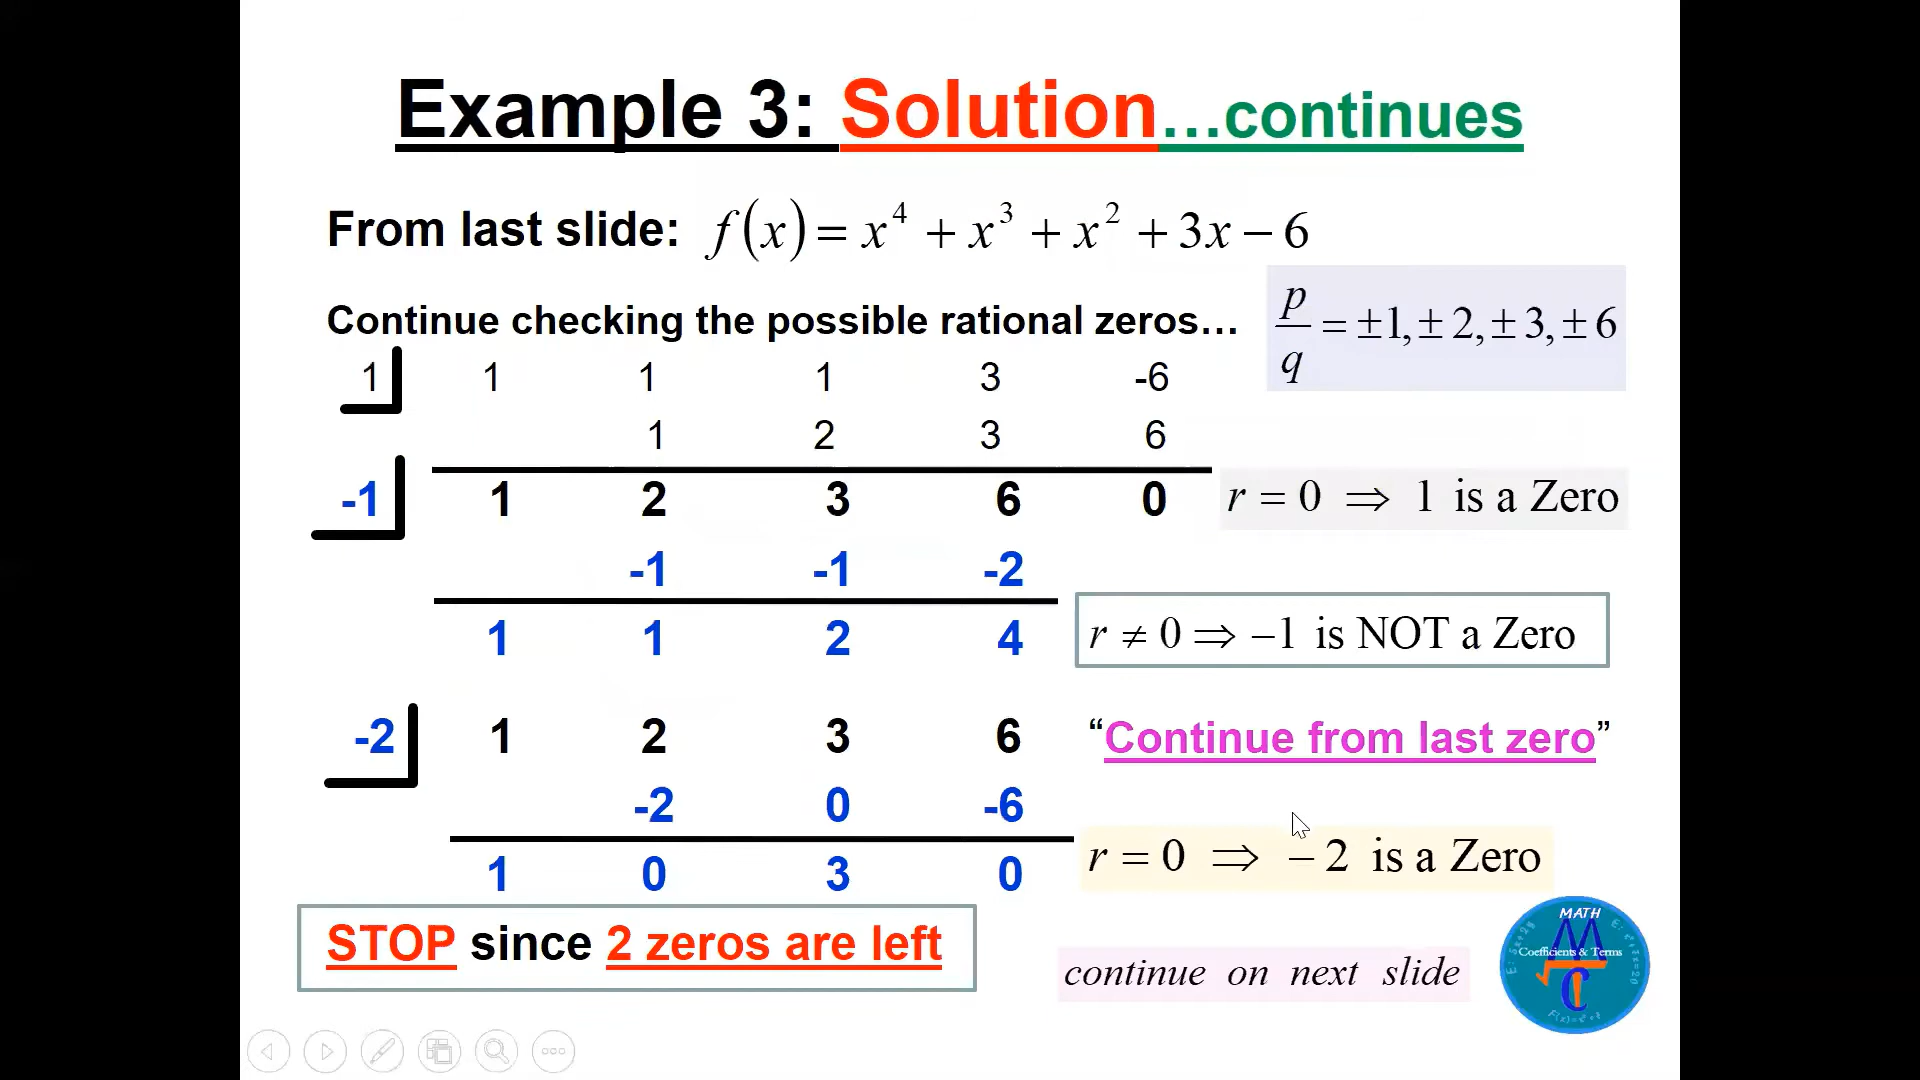 Example 3: Solution...continues
From last slide: f(x) = x⁴ + x³ + x² + 3x − 6
Continue checking the possible rational zeros...
p/q = ±1, ±2, ±3, ±6
1 1 1 1 3 -6
1 2 3 6
-1 1 2 3 6 0 r = 0 ⇒ 1 is a Zero
-1 -1 -2
1 1 2 4 r ≠ 0 ⇒ −1 is NOT a Zero
-2 1 2 3 6 “Continue from last zero”
-2 0 -6
1 0 3 0 r = 0 ⇒ −2 is a Zero
STOP since 2 zeros are left
continue on next slide
MATH
Coefficients & Terms